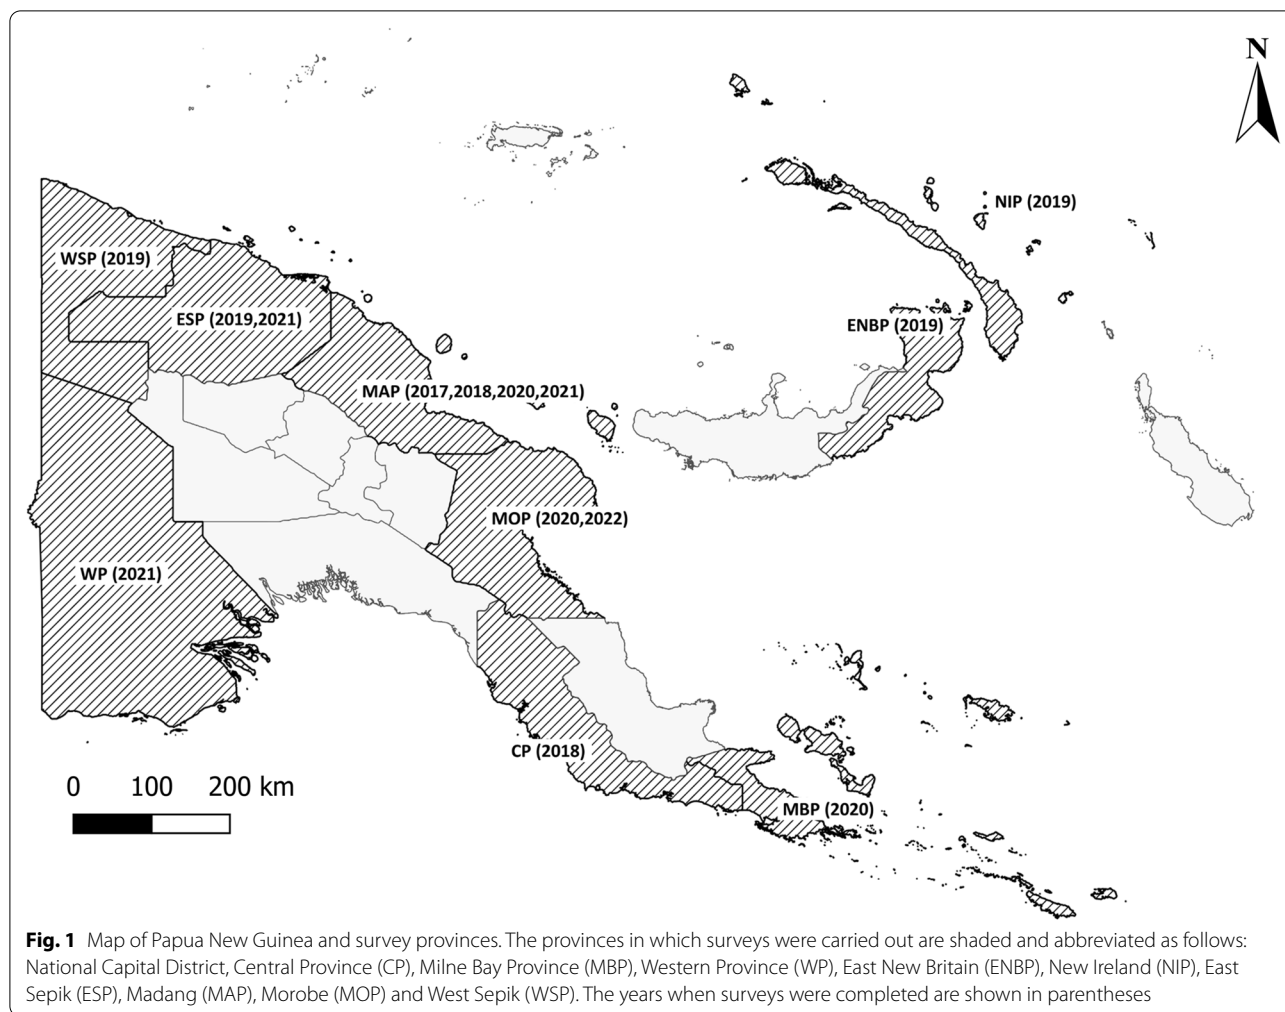 N
NIP (2019)
WSP (2019)
ESP (2019,2021)
ENBP (2019)
MAP (2017,2018,2020,2021)
MOP (2020,2022)
WP (2021)
CP (2018)
0 100 200 km
MBP (2020)
Fig. 1 Map of Papua New Guinea and survey provinces. The provinces in which surveys were carried out are shaded and abbreviated as follows:
National Capital District, Central Province (CP), Milne Bay Province (MBP), Western Province (WP), East New Britain (ENBP), New Ireland (NIP), East
Sepik (ESP), Madang (MAP), Morobe (MOP) and West Sepik (WSP). The years when surveys were completed are shown in parentheses